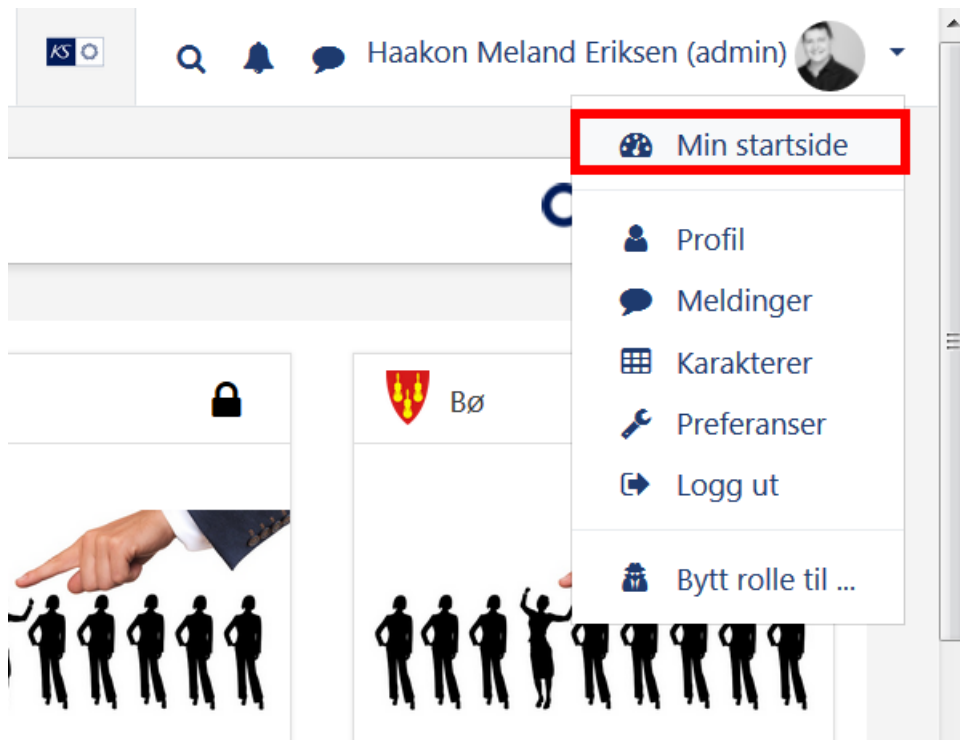 KS
Haakon Meland Eriksen (admin)
Min startside
Profil
Meldinger
Karakterer
Bø
Preferanser
Logg ut
Bytt rolle til ...